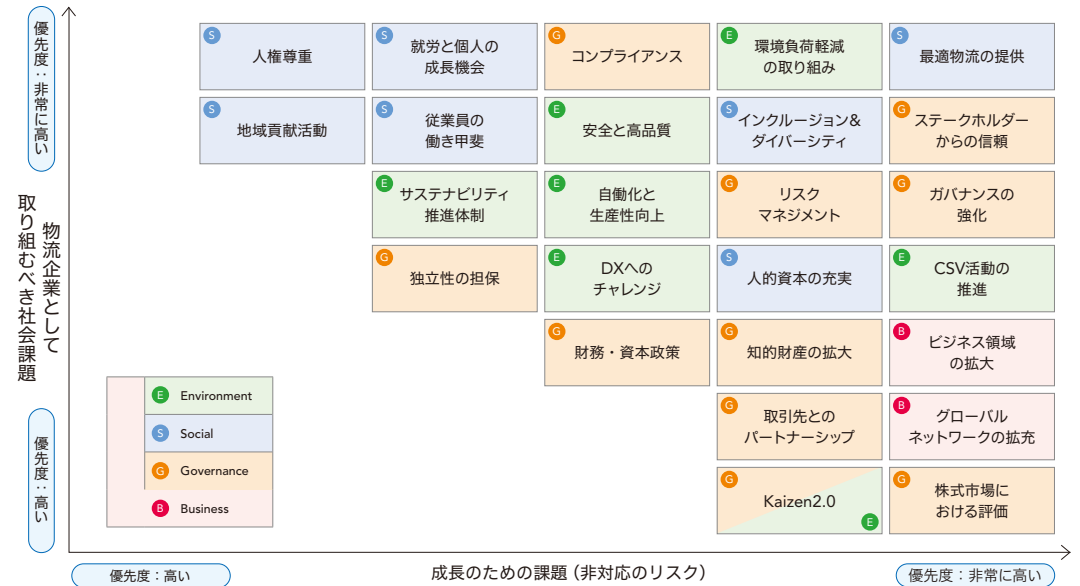 優先度：非常に高い
物流企業として
取り組むべき社会課題
優先度：高い
S
人権尊重
S
就労と個人の
成長機会
G
コンプライアンス
E
環境負荷軽減
の取り組み
S
最適物流の提供
S
地域貢献活動
S
従業員の
働き甲斐
E
安全と高品質
S
インクルージョン&
ダイバーシティ
G
ステークホルダー
からの信頼
E
サステナビリティ
推進体制
E
自働化と
生産性向上
G
リスク
マネジメント
G
ガバナンスの
強化
G
独立性の担保
E
DXへの
チャレンジ
S
人的資本の充実
E
CSV活動の
推進
G
財務・資本政策
G
知的財産の拡大
B
ビジネス領域
の拡大
G
取引先との
パートナーシップ
B
グローバル
ネットワークの拡充
G
Kaizen2.0
E
G
株式市場に
おける評価
E Environment
S Social
G Governance
B Business
優先度：高い
成長のための課題（非対応のリスク）
優先度：非常に高い